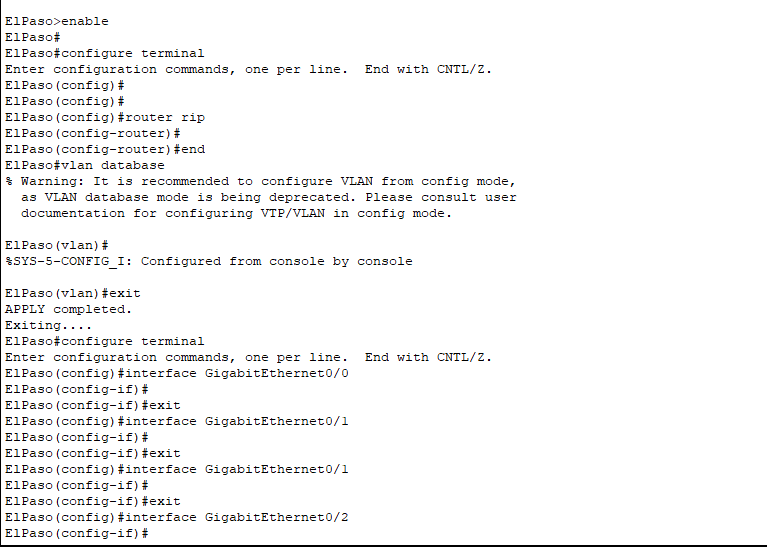 ElPaso>enable
ElPaso#
ElPaso#configure terminal
Enter configuration commands, one per line.  End with CNTL/Z.
ElPaso(config)#
ElPaso(config)#
ElPaso(config)#router rip
ElPaso(config-router)#
ElPaso(config-router)#end
ElPaso#vlan database
% Warning: It is recommended to configure VLAN from config mode,
  as VLAN database mode is being deprecated. Please consult user
  documentation for configuring VTP/VLAN in config mode.

ElPaso(vlan)#
%SYS-5-CONFIG_I: Configured from console by console

ElPaso(vlan)#exit
APPLY completed.
Exiting....
ElPaso#configure terminal
Enter configuration commands, one per line.  End with CNTL/Z.
ElPaso(config)#interface GigabitEthernet0/0
ElPaso(config-if)#
ElPaso(config-if)#exit
ElPaso(config)#interface GigabitEthernet0/1
ElPaso(config-if)#
ElPaso(config-if)#exit
ElPaso(config)#interface GigabitEthernet0/1
ElPaso(config-if)#
ElPaso(config-if)#exit
ElPaso(config)#interface GigabitEthernet0/2
ElPaso(config-if)#